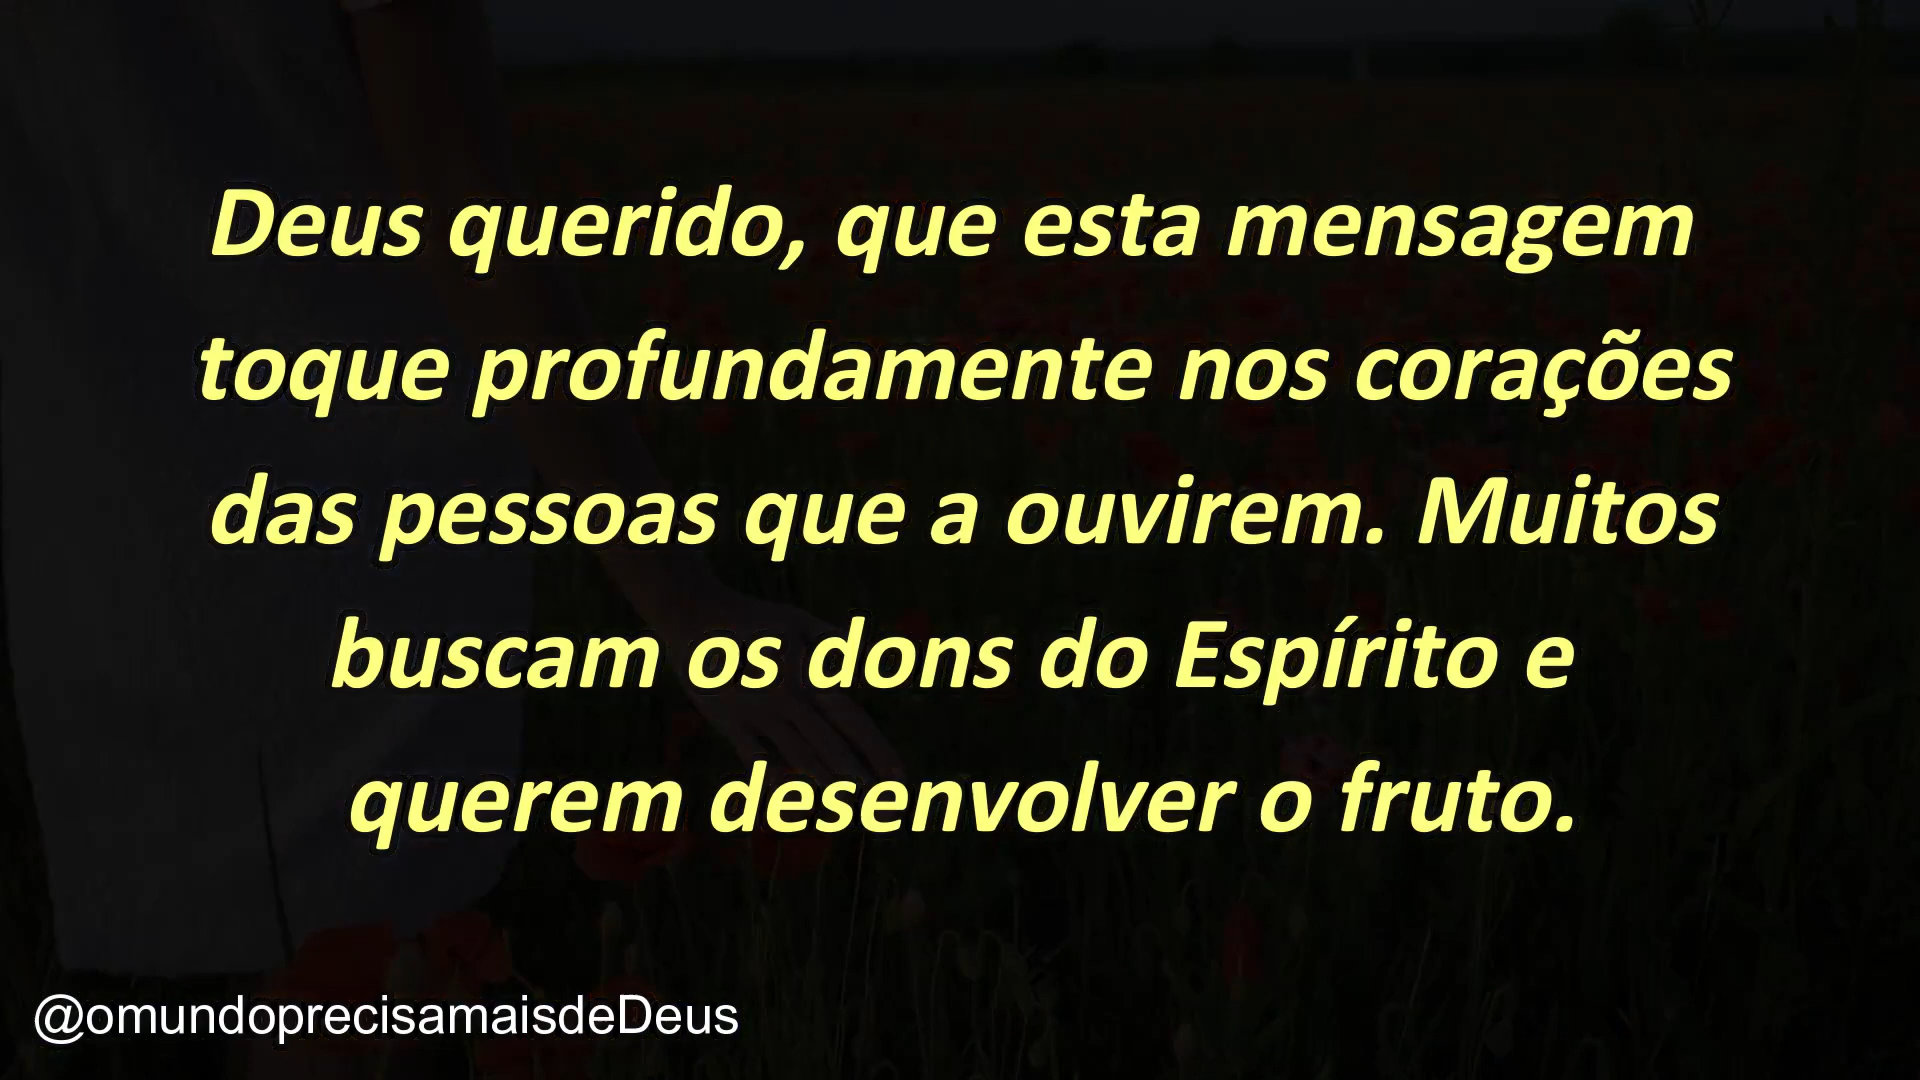 Deus querido, que esta mensagem
toque profundamente nos corações
das pessoas que a ouvirem. Muitos
buscam os dons do Espírito e
querem desenvolver o fruto.
@omundoprecisamaisdeDeus